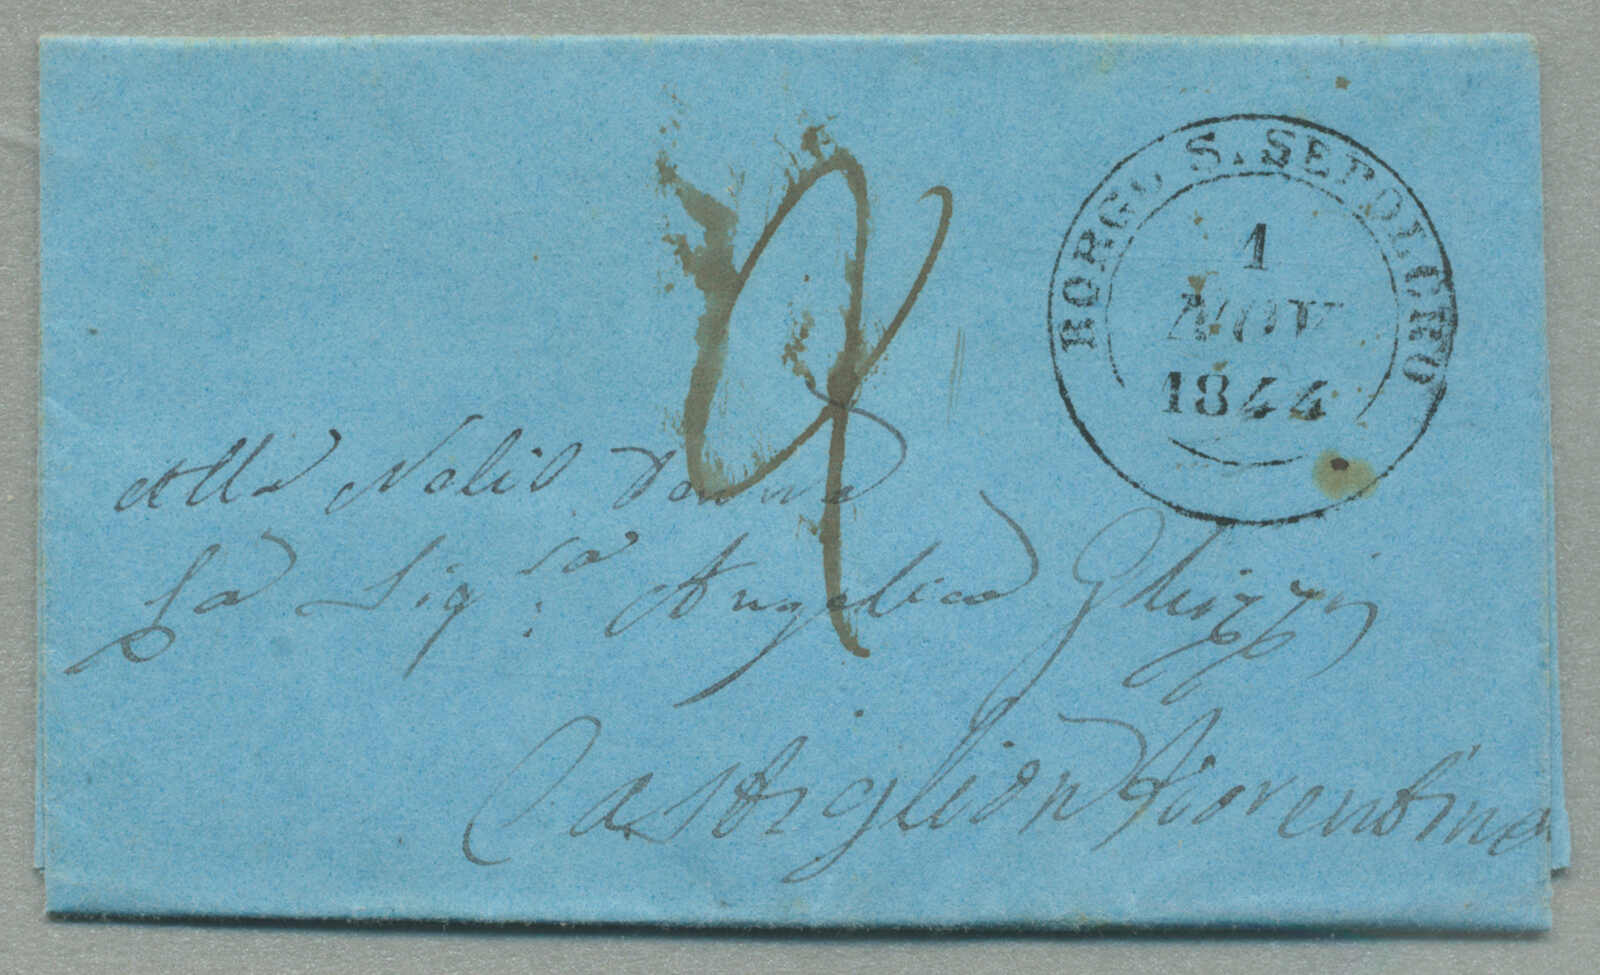 BORGO S. SEPOLCRO
1
NOV
1844
Alla Nobil Donna
La Sig.ra Angelica Ghizzi
Castiglion Fiorentino